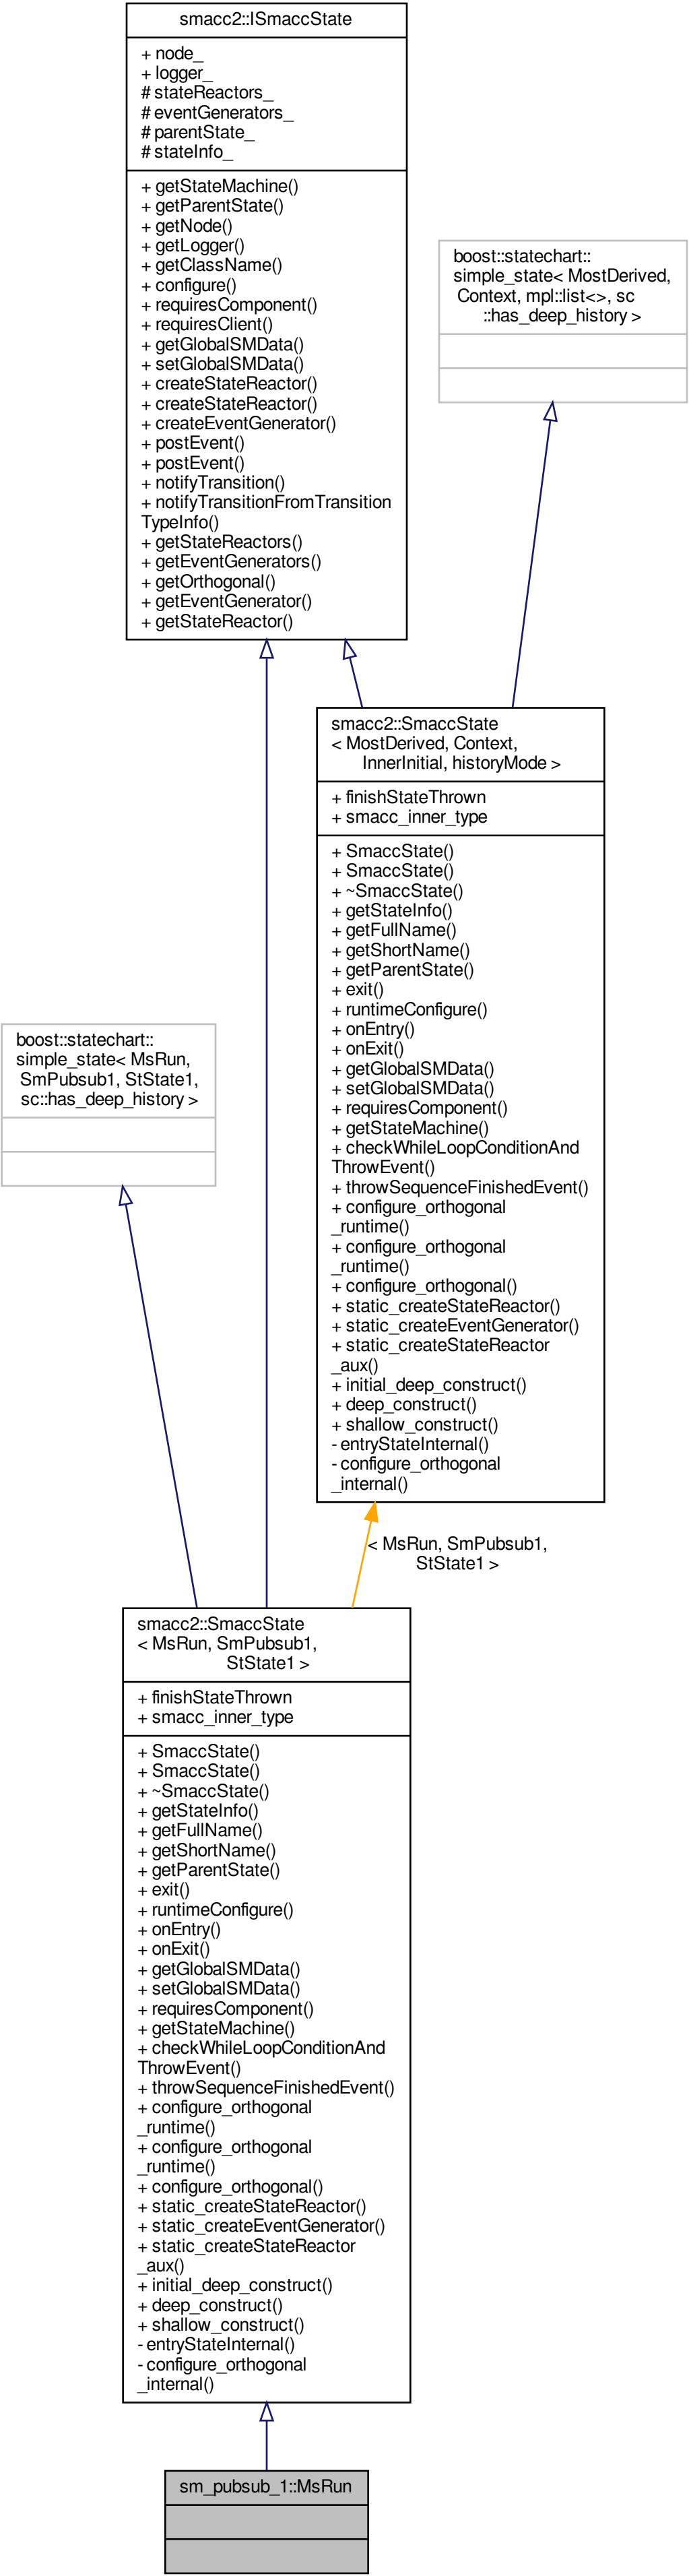 smacc2::ISmaccState
+ node_
+ logger_
# stateReactors_
# eventGenerators_
# parentState_
# stateInfo_
+ getStateMachine()
+ getParentState()
+ getNode()
+ getLogger()
+ getClassName()
+ configure()
+ requiresComponent()
+ requiresClient()
+ getGlobalSMData()
+ setGlobalSMData()
+ createStateReactor()
+ createStateReactor()
+ createEventGenerator()
+ postEvent()
+ postEvent()
+ notifyTransition()
+ notifyTransitionFromTransition
TypeInfo()
+ getStateReactors()
+ getEventGenerators()
+ getOrthogonal()
+ getEventGenerator()
+ getStateReactor()
boost::statechart::
simple_state< MostDerived,
Context, mpl::list<>, sc
::has_deep_history >
smacc2::SmaccState
< MostDerived, Context,
InnerInitial, historyMode >
+ finishStateThrown
+ smacc_inner_type
+ SmaccState()
+ SmaccState()
+ ~SmaccState()
+ getStateInfo()
+ getFullName()
+ getShortName()
+ getParentState()
+ exit()
+ runtimeConfigure()
+ onEntry()
+ onExit()
+ getGlobalSMData()
+ setGlobalSMData()
+ requiresComponent()
+ getStateMachine()
+ checkWhileLoopConditionAnd
ThrowEvent()
+ throwSequenceFinishedEvent()
+ configure_orthogonal
_runtime()
+ configure_orthogonal
_runtime()
+ configure_orthogonal()
+ static_createStateReactor()
+ static_createEventGenerator()
+ static_createStateReactor
_aux()
+ initial_deep_construct()
+ deep_construct()
+ shallow_construct()
- entryStateInternal()
- configure_orthogonal
_internal()
boost::statechart::
simple_state< MsRun,
SmPubsub1, StState1,
sc::has_deep_history >
< MsRun, SmPubsub1,
StState1 >
smacc2::SmaccState
< MsRun, SmPubsub1,
StState1 >
+ finishStateThrown
+ smacc_inner_type
+ SmaccState()
+ SmaccState()
+ ~SmaccState()
+ getStateInfo()
+ getFullName()
+ getShortName()
+ getParentState()
+ exit()
+ runtimeConfigure()
+ onEntry()
+ onExit()
+ getGlobalSMData()
+ setGlobalSMData()
+ requiresComponent()
+ getStateMachine()
+ checkWhileLoopConditionAnd
ThrowEvent()
+ throwSequenceFinishedEvent()
+ configure_orthogonal
_runtime()
+ configure_orthogonal
_runtime()
+ configure_orthogonal()
+ static_createStateReactor()
+ static_createEventGenerator()
+ static_createStateReactor
_aux()
+ initial_deep_construct()
+ deep_construct()
+ shallow_construct()
- entryStateInternal()
- configure_orthogonal
_internal()
sm_pubsub_1::MsRun